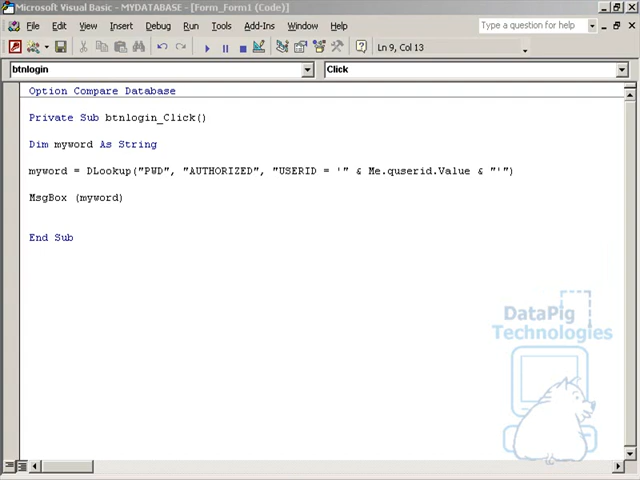 Microsoft Visual Basic - MYDATABASE - [Form_Form1 (Code)]
File Edit View Insert Debug Run Tools Add-Ins Window Help
Type a question for help
Ln 9, Col 13
btnlogin
Click
Option Compare Database
Private Sub btnlogin_Click()
Dim myword As String
myword = DLookup("PWD", "AUTHORIZED", "USERID = '" & Me.quserid.Value & "'")
MsgBox (myword)
End Sub
DataPig
Technologies